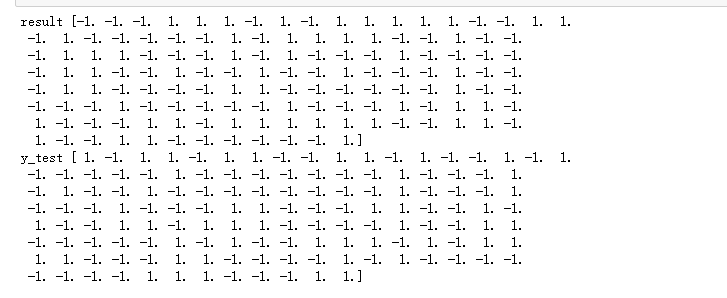 result [-1. -1. -1.  1.  1.  1. -1.  1. -1.  1.  1.  1.  1.  1. -1. -1.  1.  1.
 -1.  1. -1. -1. -1. -1. -1.  1. -1.  1.  1.  1.  1. -1.  1. -1. -1.
 -1.  1.  1.  1. -1.  1. -1.  1. -1. -1. -1. -1.  1. -1.  1. -1.  1. -1.
 -1.  1. -1.  1. -1.  1. -1.  1. -1.  1. -1. -1.  1. -1. -1. -1.  1. -1.
 -1. -1. -1.  1. -1.  1. -1. -1. -1. -1. -1. -1.  1. -1.  1. -1. -1. -1.
 -1. -1. -1. -1. -1.  1. -1. -1. -1.  1. -1. -1.  1. -1.  1.  1. -1. -1.
  1. -1. -1. -1.  1.  1. -1.  1.  1.  1.  1.  1.  1. -1. -1.  1.  1. -1.
  1. -1. -1.  1.  1. -1. -1. -1. -1. -1. -1.  1.]
y_test [ 1. -1.  1.  1. -1.  1.  1. -1. -1.  1.  1. -1.  1. -1. -1.  1. -1.  1.
 -1. -1. -1. -1.  1. -1. -1. -1. -1. -1. -1. -1.  1. -1. -1. -1. -1.  1.
 -1.  1. -1. -1. -1.  1. -1. -1. -1.  1. -1. -1.  1. -1. -1. -1.  1.  1.
 -1. -1. -1.  1. -1.  1. -1. -1. -1. -1. -1. -1.  1.  1. -1. -1.  1. -1.
  1. -1. -1.  1. -1. -1. -1. -1. -1. -1.  1. -1.  1. -1.  1. -1.  1.  1.
 -1. -1. -1.  1. -1.  1. -1. -1. -1. -1.  1.  1. -1. -1. -1. -1.  1.  1.
  1.  1. -1.  1. -1.  1. -1.  1. -1.  1.  1. -1.  1. -1. -1. -1. -1.
 -1. -1. -1. -1.  1.  1.  1. -1. -1. -1.  1.  1.]